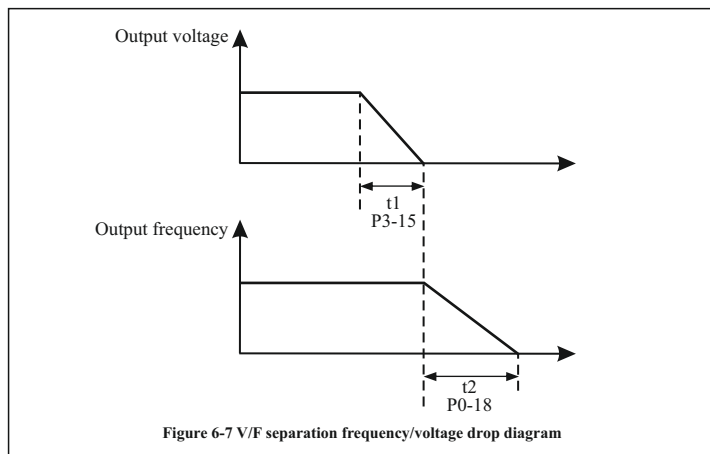 Output voltage
t1
P3-15
Output frequency
t2
P0-18
Figure 6-7 V/F separation frequency/voltage drop diagram